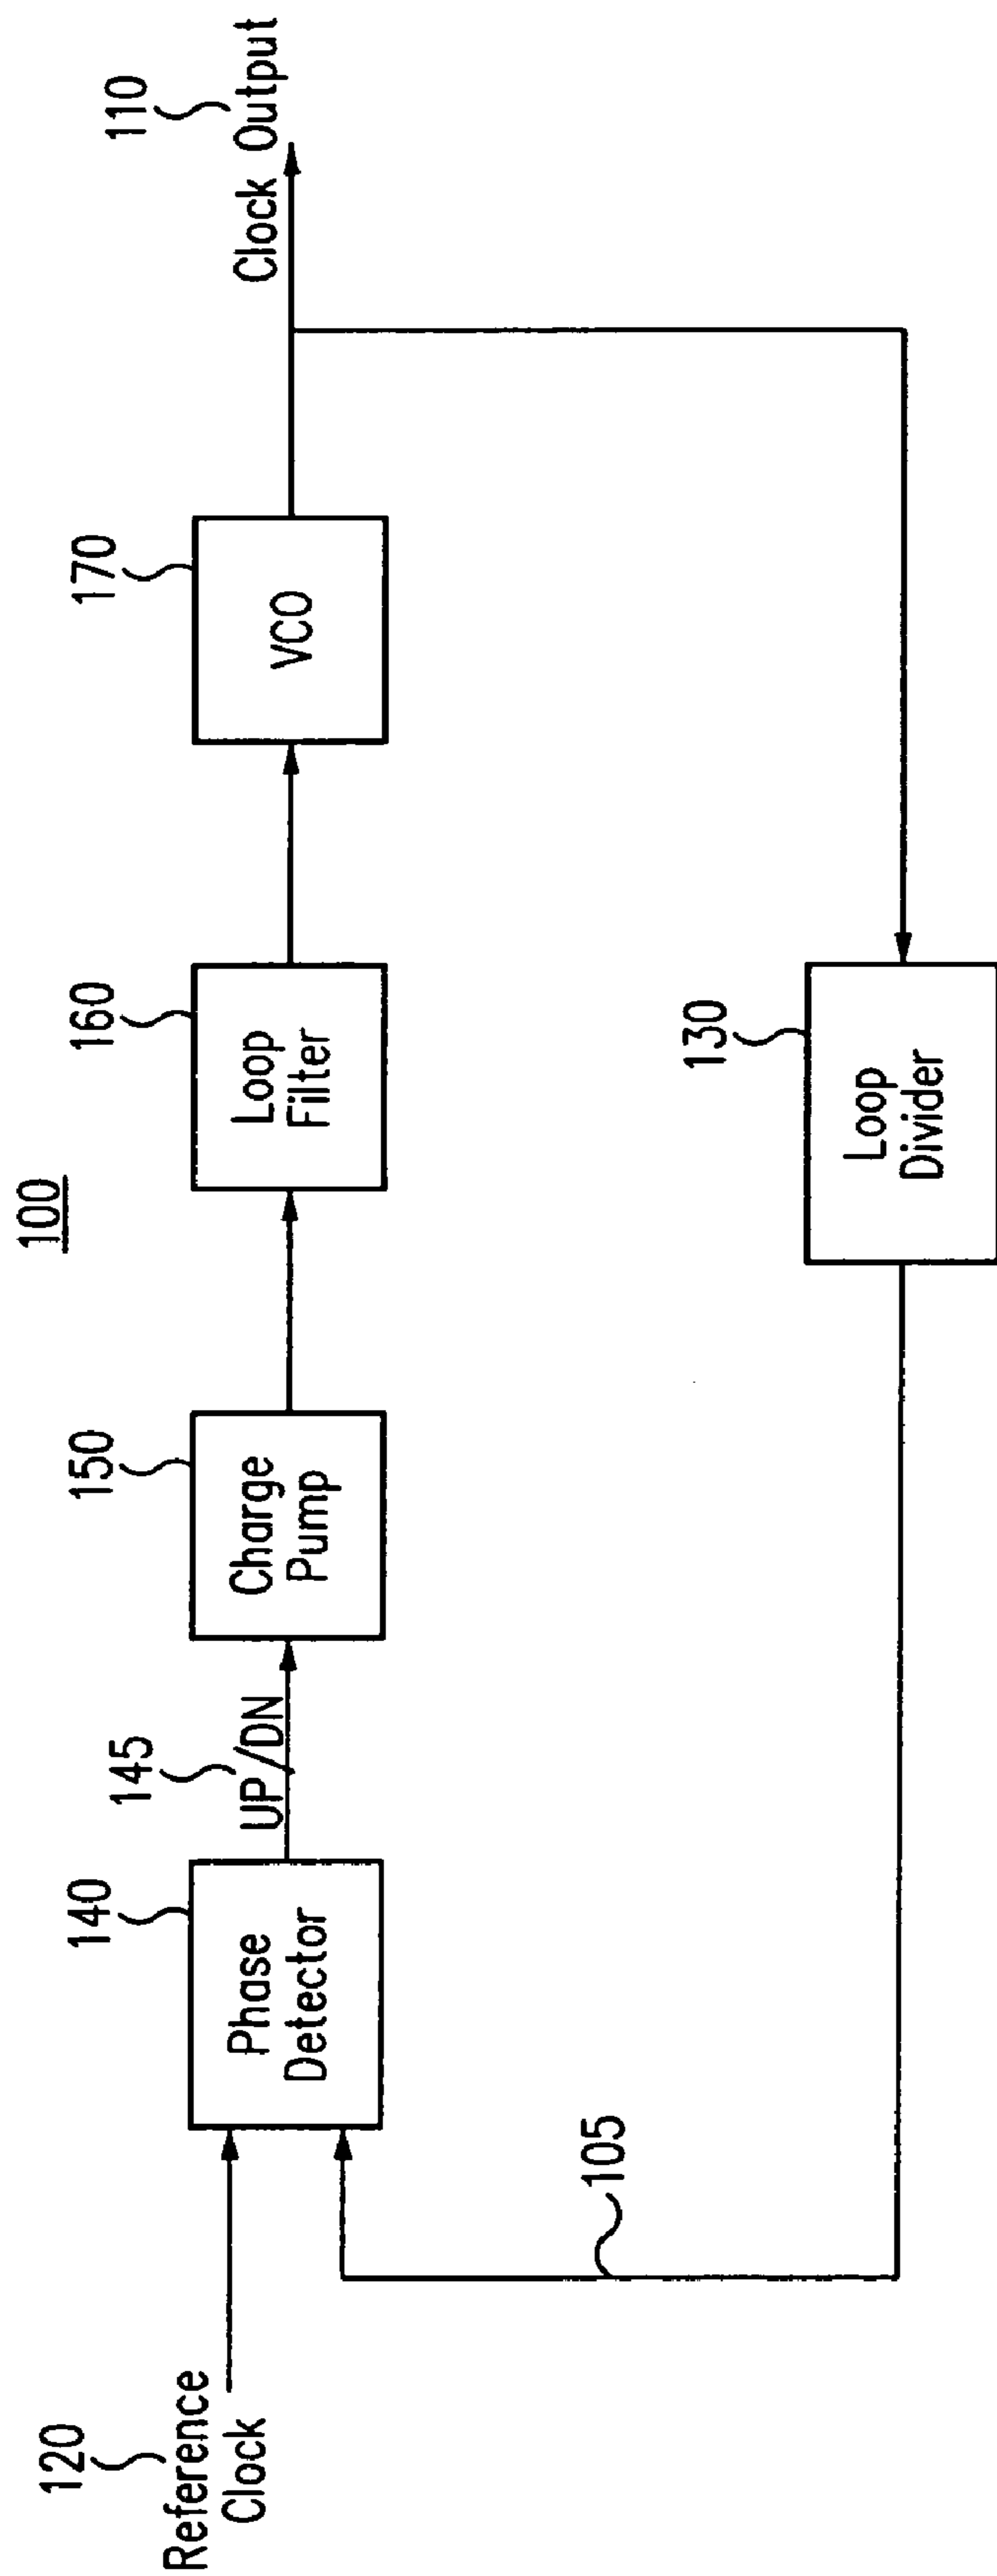 100
120
Reference
Clock
140
Phase
Detector
145
UP/DN
150
Charge
Pump
160
Loop
Filter
170
VCO
110
Clock Output
105
130
Loop
Divider